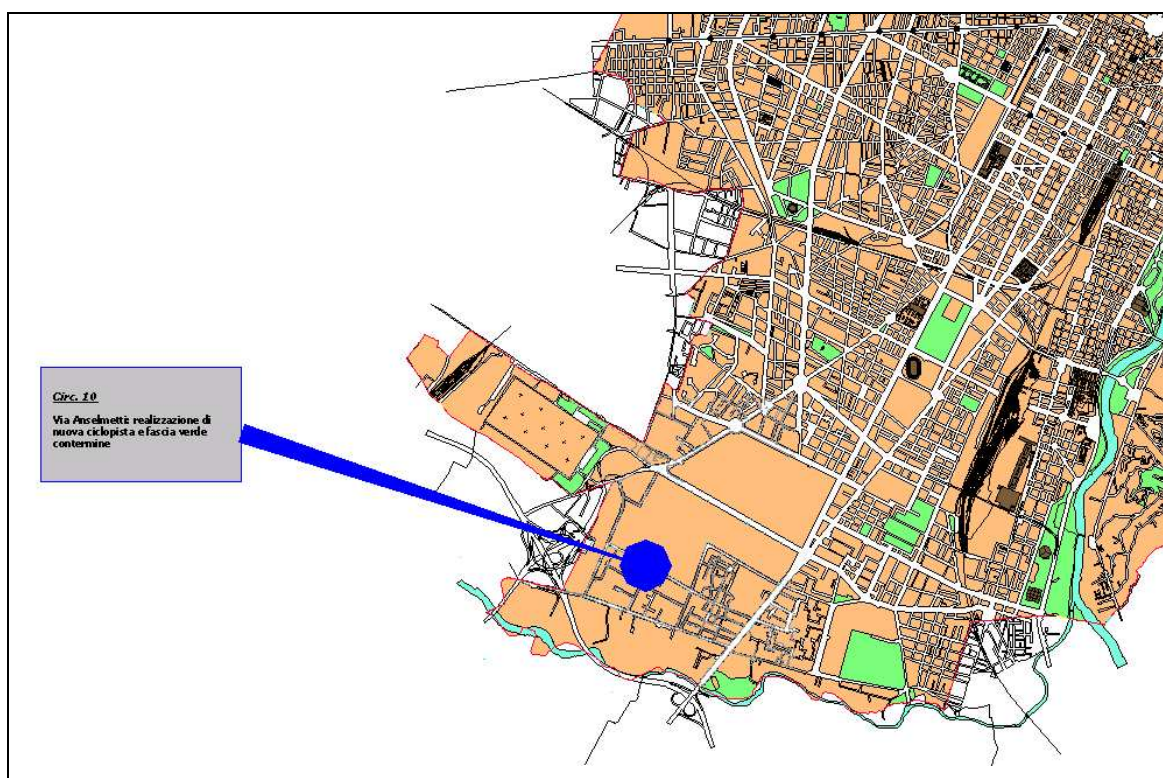 Circ. 10
Via Anselmetti: realizzazione di
nuova ciclopista e fascia verde
contermine